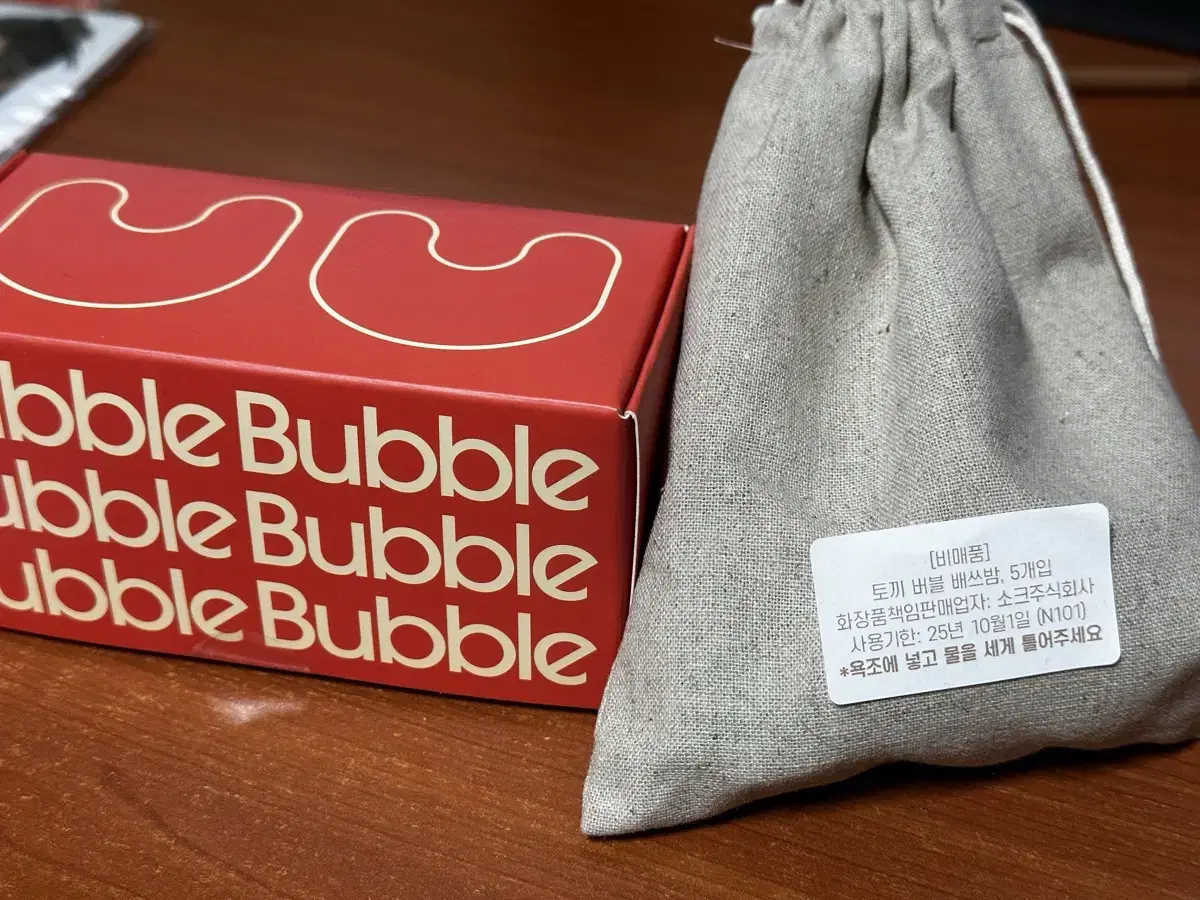 bble Bubble
ubble Bubble
ubble Bubble
[비매품]
토끼 버블 배쓰밤, 5개입
화장품책임판매업자: 소크주식회사
사용기한: 25년 10월1일 (N101)
*욕조에 넣고 물을 세게 틀어주세요